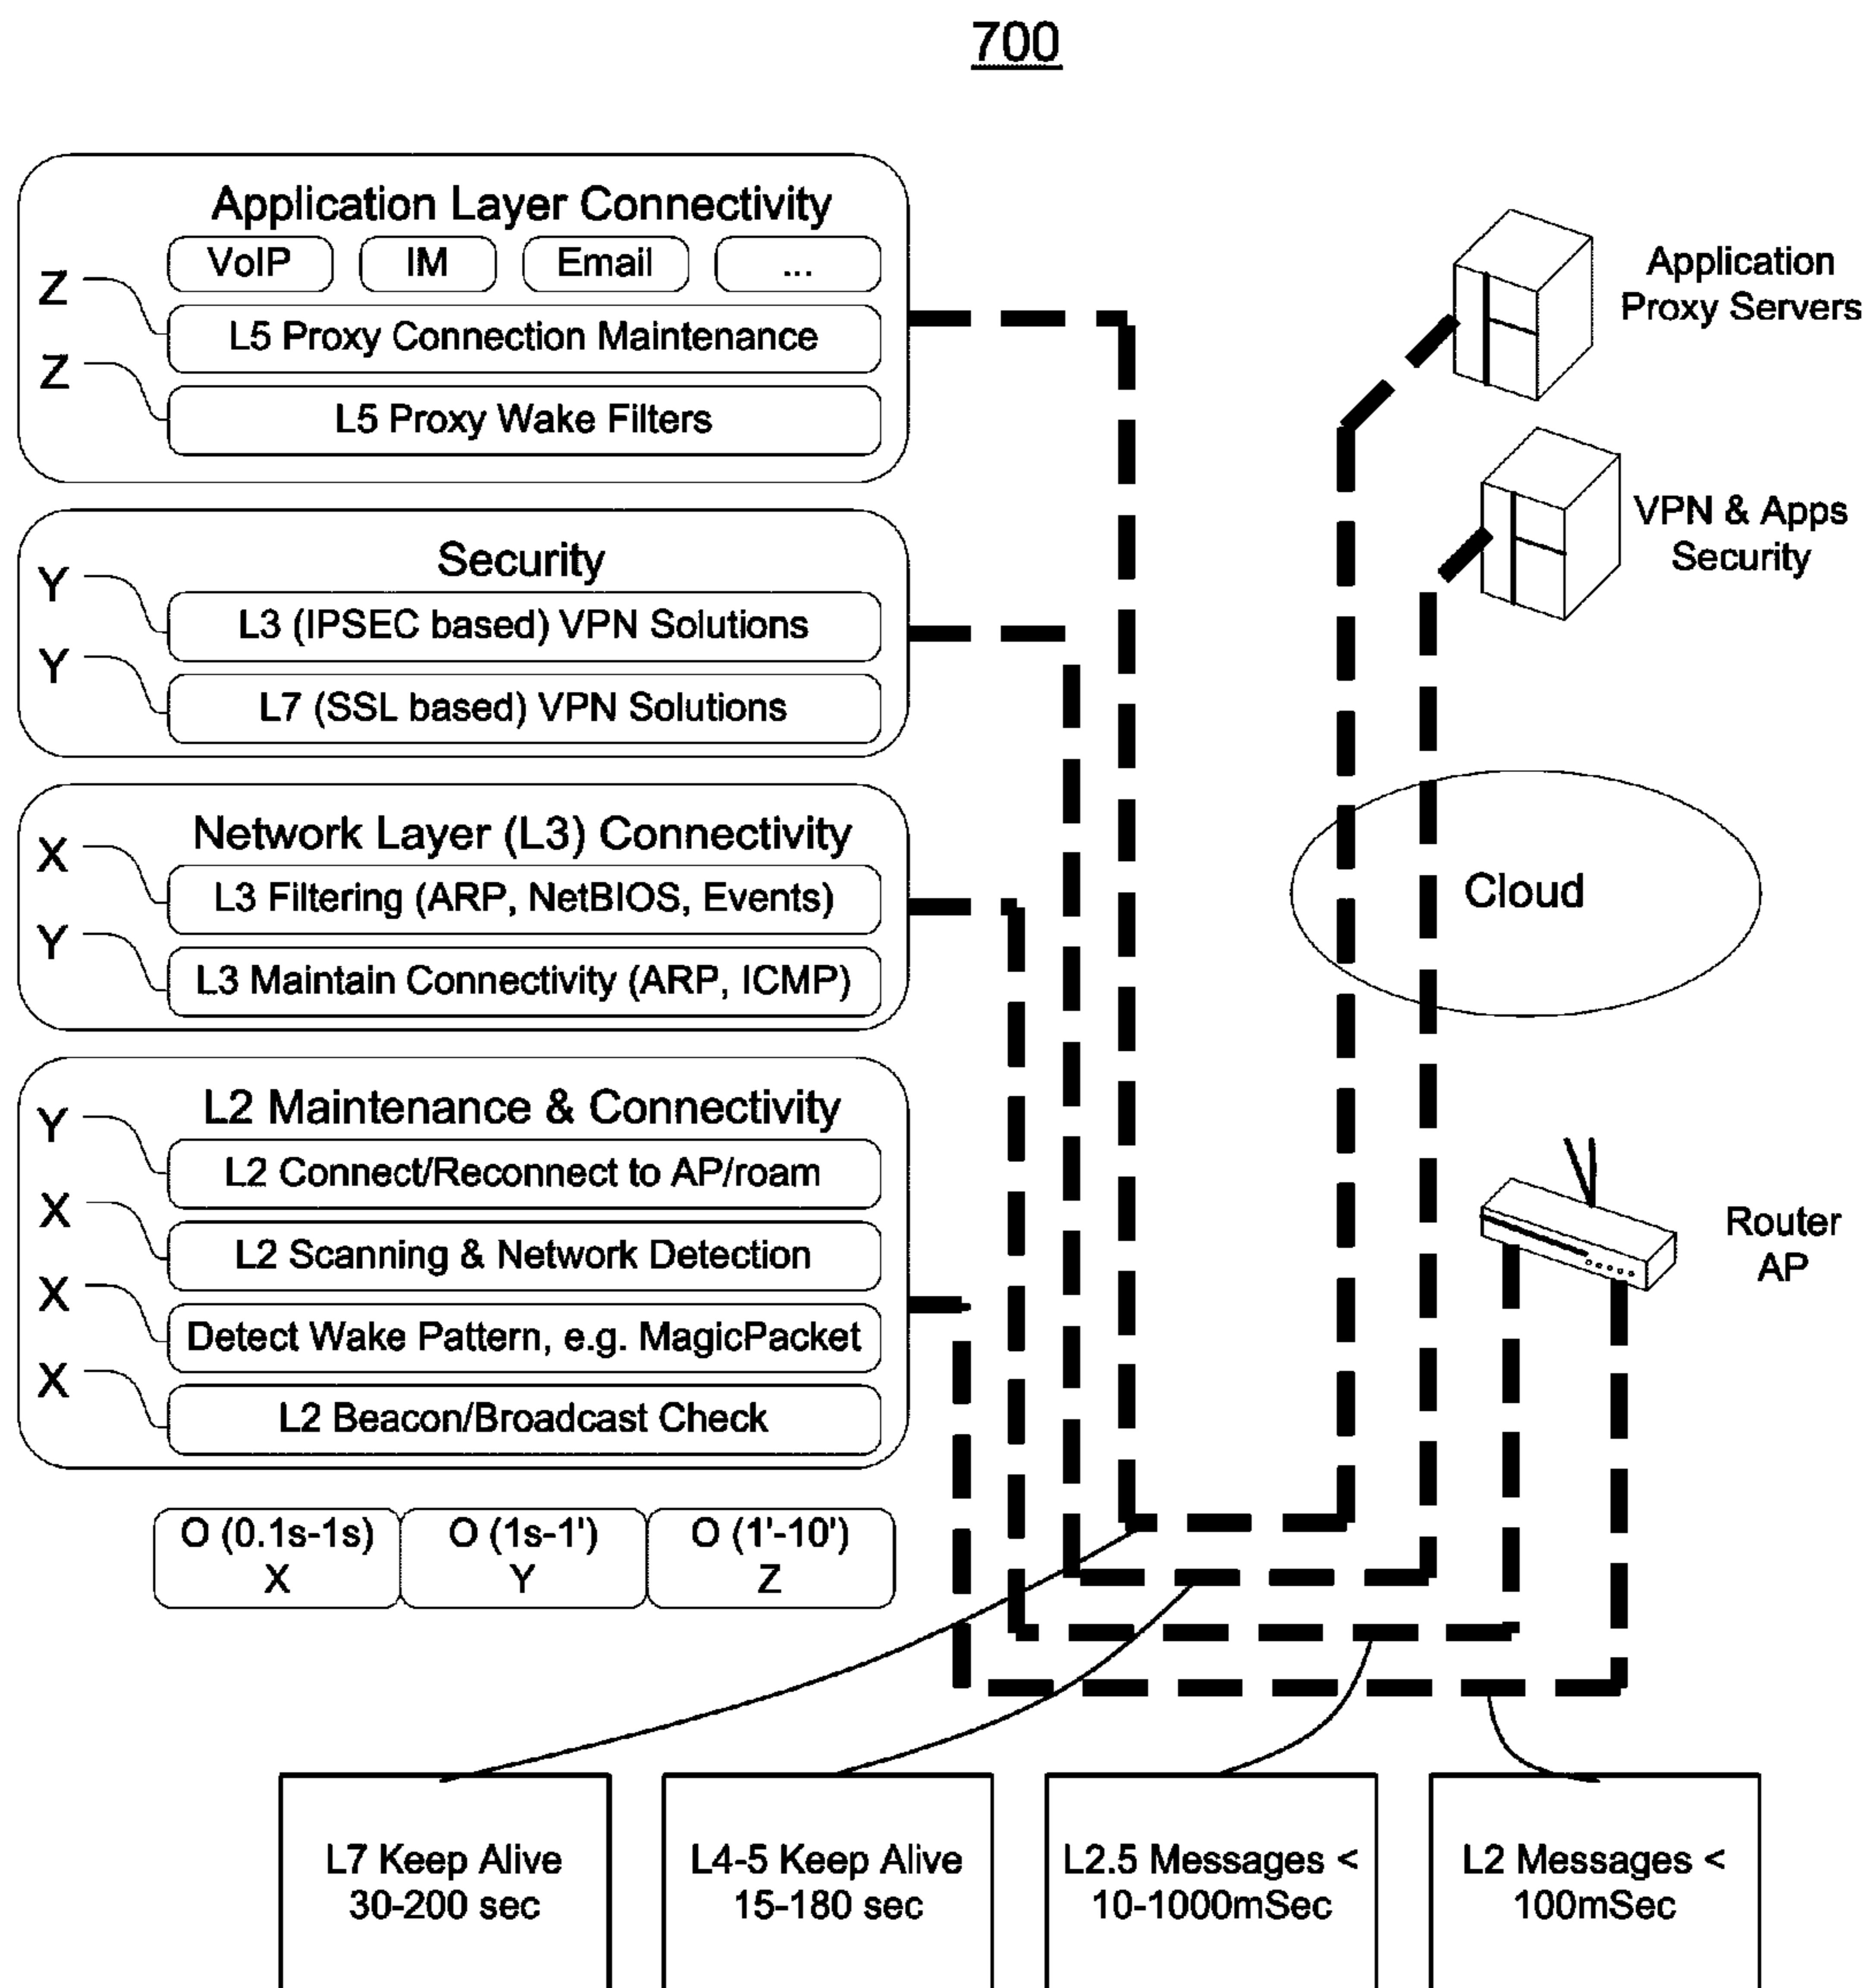 700
Application Layer Connectivity
VoIP
IM
Email
...
Z
L5 Proxy Connection Maintenance
Z
L5 Proxy Wake Filters
Security
Y
L3 (IPSEC based) VPN Solutions
Y
L7 (SSL based) VPN Solutions
Network Layer (L3) Connectivity
X
L3 Filtering (ARP, NetBIOS, Events)
Y
L3 Maintain Connectivity (ARP, ICMP)
L2 Maintenance & Connectivity
Y
L2 Connect/Reconnect to AP/roam
X
L2 Scanning & Network Detection
X
Detect Wake Pattern, e.g. MagicPacket
X
L2 Beacon/Broadcast Check
O (0.1s-1s)
X
O (1s-1')
Y
O (1'-10')
Z
Application
Proxy Servers
VPN & Apps
Security
Cloud
Router
AP
L7 Keep Alive
30-200 sec
L4-5 Keep Alive
15-180 sec
L2.5 Messages <
10-1000mSec
L2 Messages <
100mSec